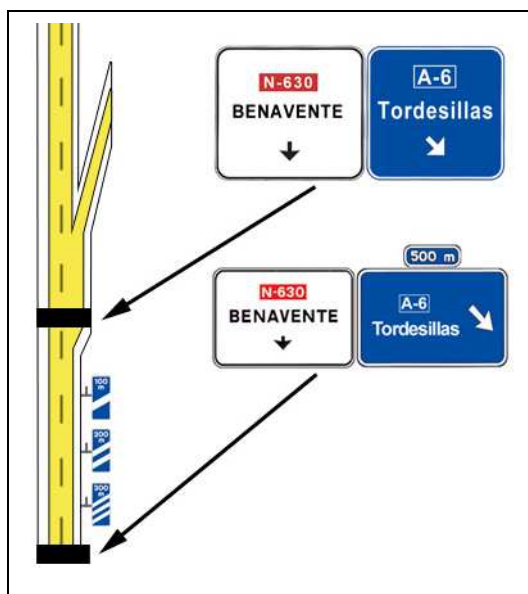 N-630
BENAVENTE
A-6
Tordesillas
500 m
N-630
BENAVENTE
A-6
Tordesillas
100
m
200
m
300
m